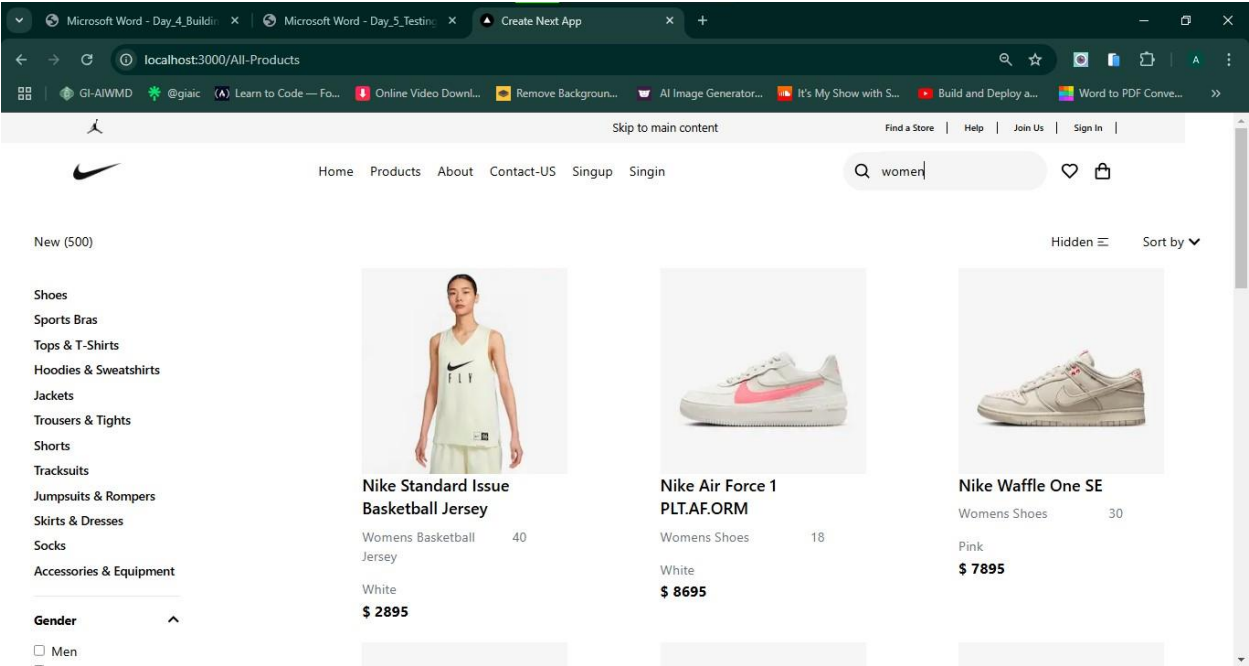 Microsoft Word - Day_4_Buildin
Microsoft Word - Day_5_Testing
Create Next App
localhost:3000/All-Products
A
GI-AIWMD
@giaic
Learn to Code — Fo...
Online Video Downl...
Remove Backgroun...
AI Image Generator...
It's My Show with S...
Build and Deploy a...
Word to PDF Conve...
Skip to main content
Find a Store | Help | Join Us | Sign In |
Home Products About Contact-US Singup Singin
women
New (500)
Hidden
Sort by
Shoes
Sports Bras
Tops & T-Shirts
Hoodies & Sweatshirts
Jackets
Trousers & Tights
Shorts
Tracksuits
Jumpsuits & Rompers
Skirts & Dresses
Socks
Accessories & Equipment
Gender
Men
FLY
Nike Standard Issue
Basketball Jersey
Womens Basketball 40
Jersey
White
$ 2895
Nike Air Force 1
PLT.AF.ORM
Womens Shoes 18
White
$ 8695
Nike Waffle One SE
Womens Shoes 30
Pink
$ 7895